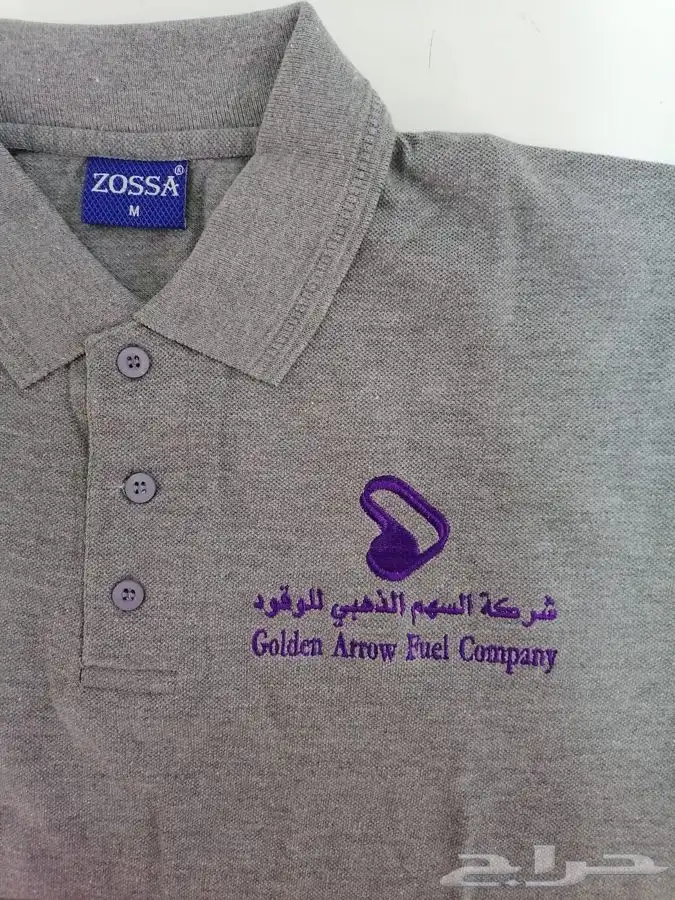 ZOSSA®
M
شركة السهم الذهبي للوقود
Golden Arrow Fuel Company
حراج